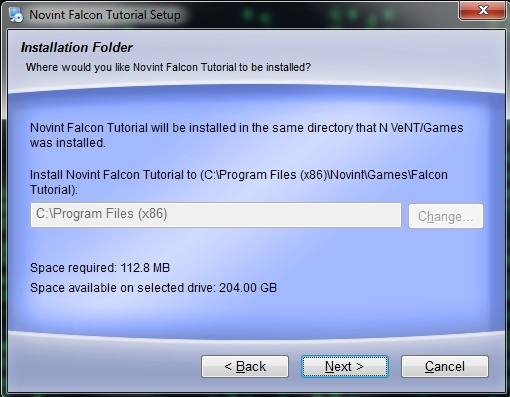 Novint Falcon Tutorial Setup
Installation Folder
Where would you like Novint Falcon Tutorial to be installed?
Novint Falcon Tutorial will be installed in the same directory that N VeNT/Games
was installed.
Install Novint Falcon Tutorial to (C:\Program Files (x86)\Novint\Games\Falcon
Tutorial):
C:\Program Files (x86)
Change...
Space required: 112.8 MB
Space available on selected drive: 204.00 GB
< Back
Next >
Cancel